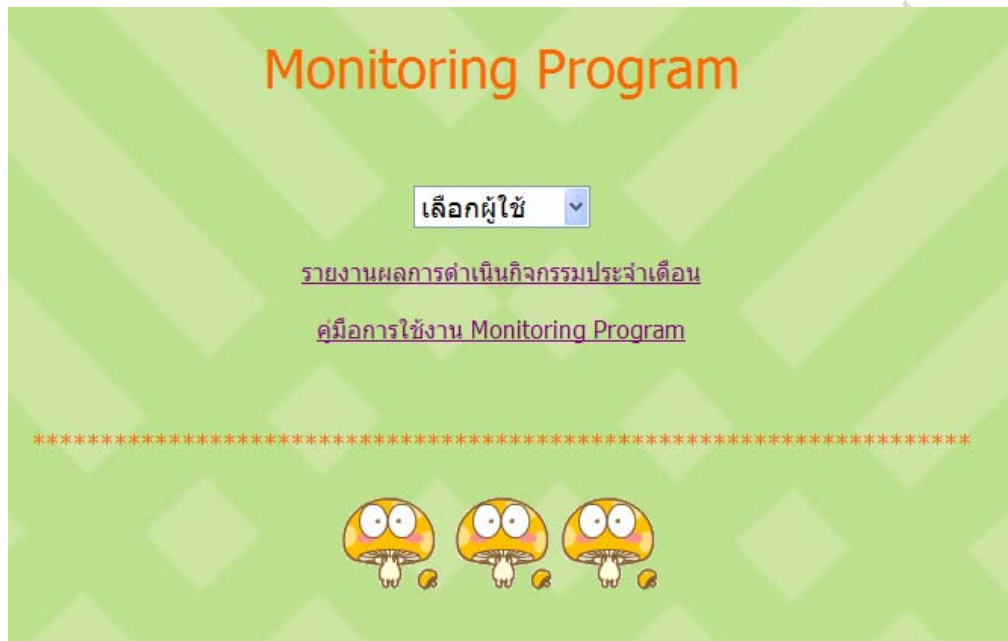 Monitoring Program
เลือกผู้ใช้
รายงานผลการดำเนินกิจกรรมประจำเดือน
คู่มือการใช้งาน Monitoring Program
*********************************************************************